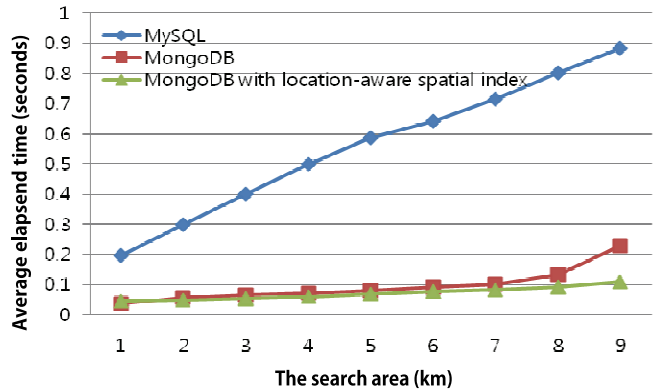 MySQL
MongoDB
MongoDB with location-aware spatial index
Average elapsend time (seconds)
1
0.9
0.8
0.7
0.6
0.5
0.4
0.3
0.2
0.1
0
1 2 3 4 5 6 7 8 9
The search area (km)